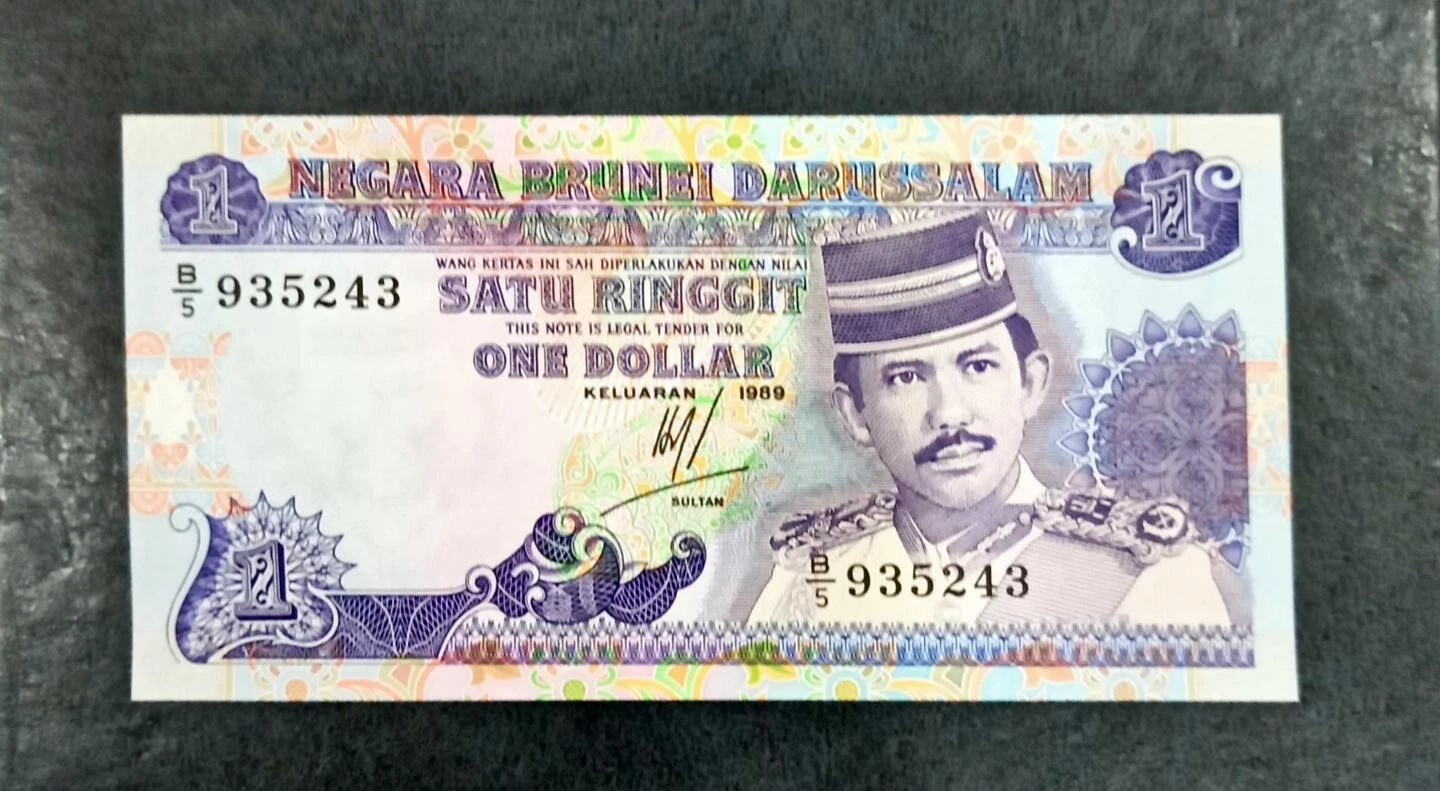 1 NEGARA BRUNEI DARUSSALAM 1
B/5 935243
WANG KERTAS INI SAH DIPERLAKUKAN DENGAN NILAI
SATU RINGGIT
THIS NOTE IS LEGAL TENDER FOR
ONE DOLLAR
KELUARAN 1989
SULTAN
1
B/5 935243